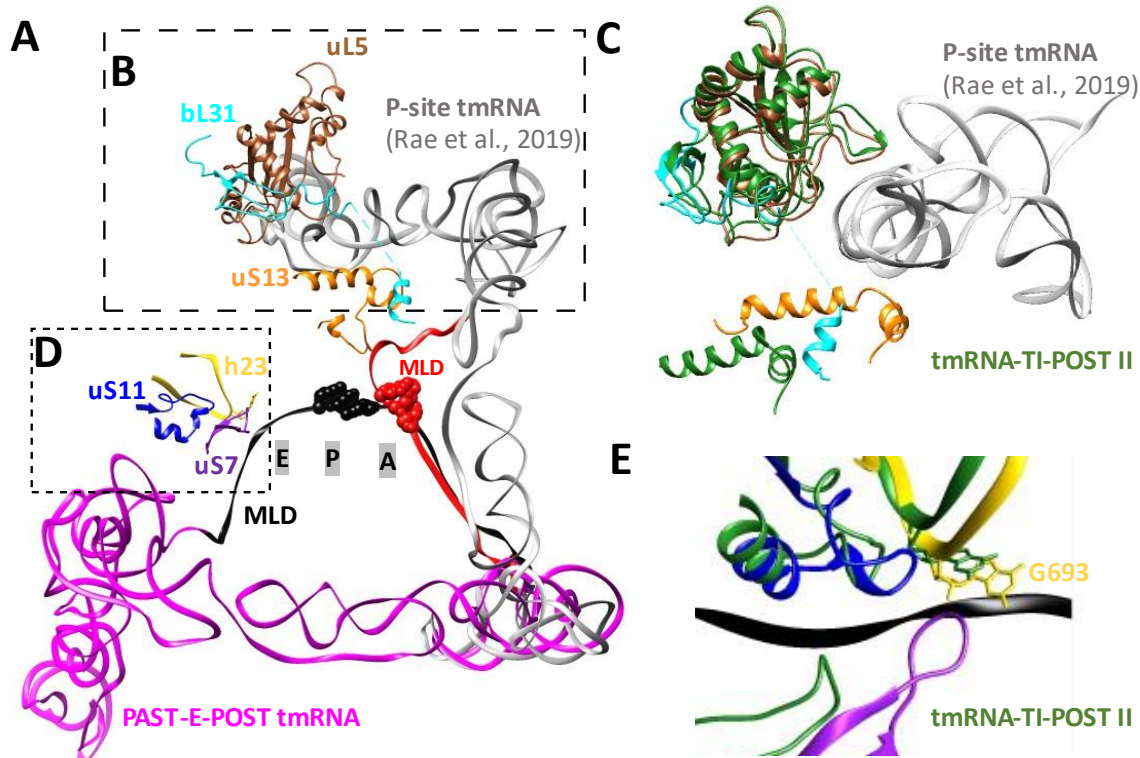 A
B
uL5
bL31
P-site tmRNA
(Rae et al., 2019)
uS13
MLD
D
h23
uS11
uS7
E P A
MLD
PAST-E-POST tmRNA
C
P-site tmRNA
(Rae et al., 2019)
tmRNA-TI-POST II
E
G693
tmRNA-TI-POST II